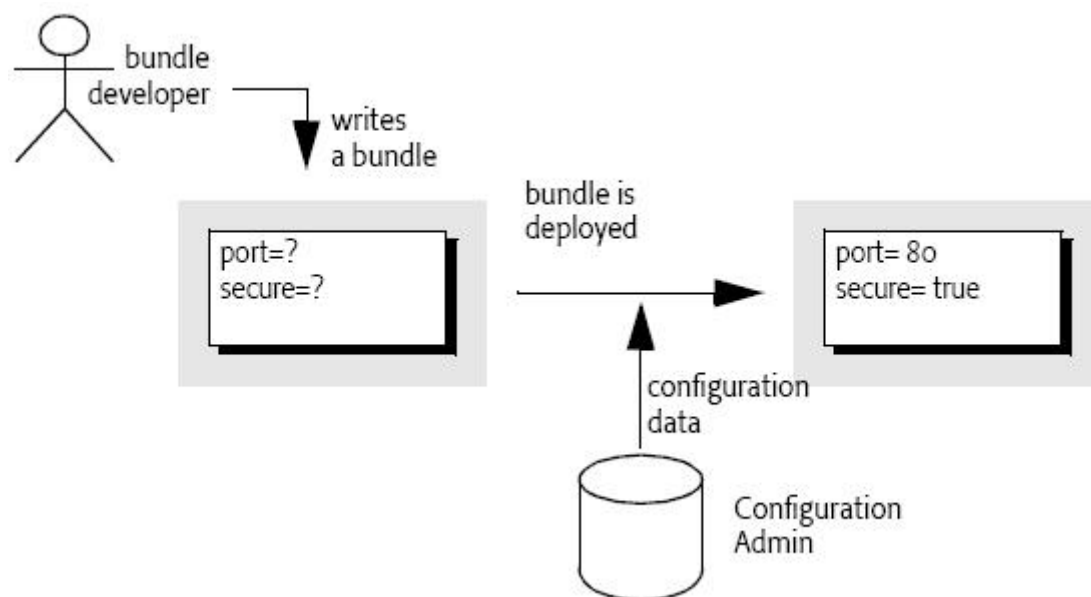 bundle
developer
writes
a bundle
bundle is
deployed
port=?
secure=?
port= 80
secure= true
configuration
data
Configuration
Admin